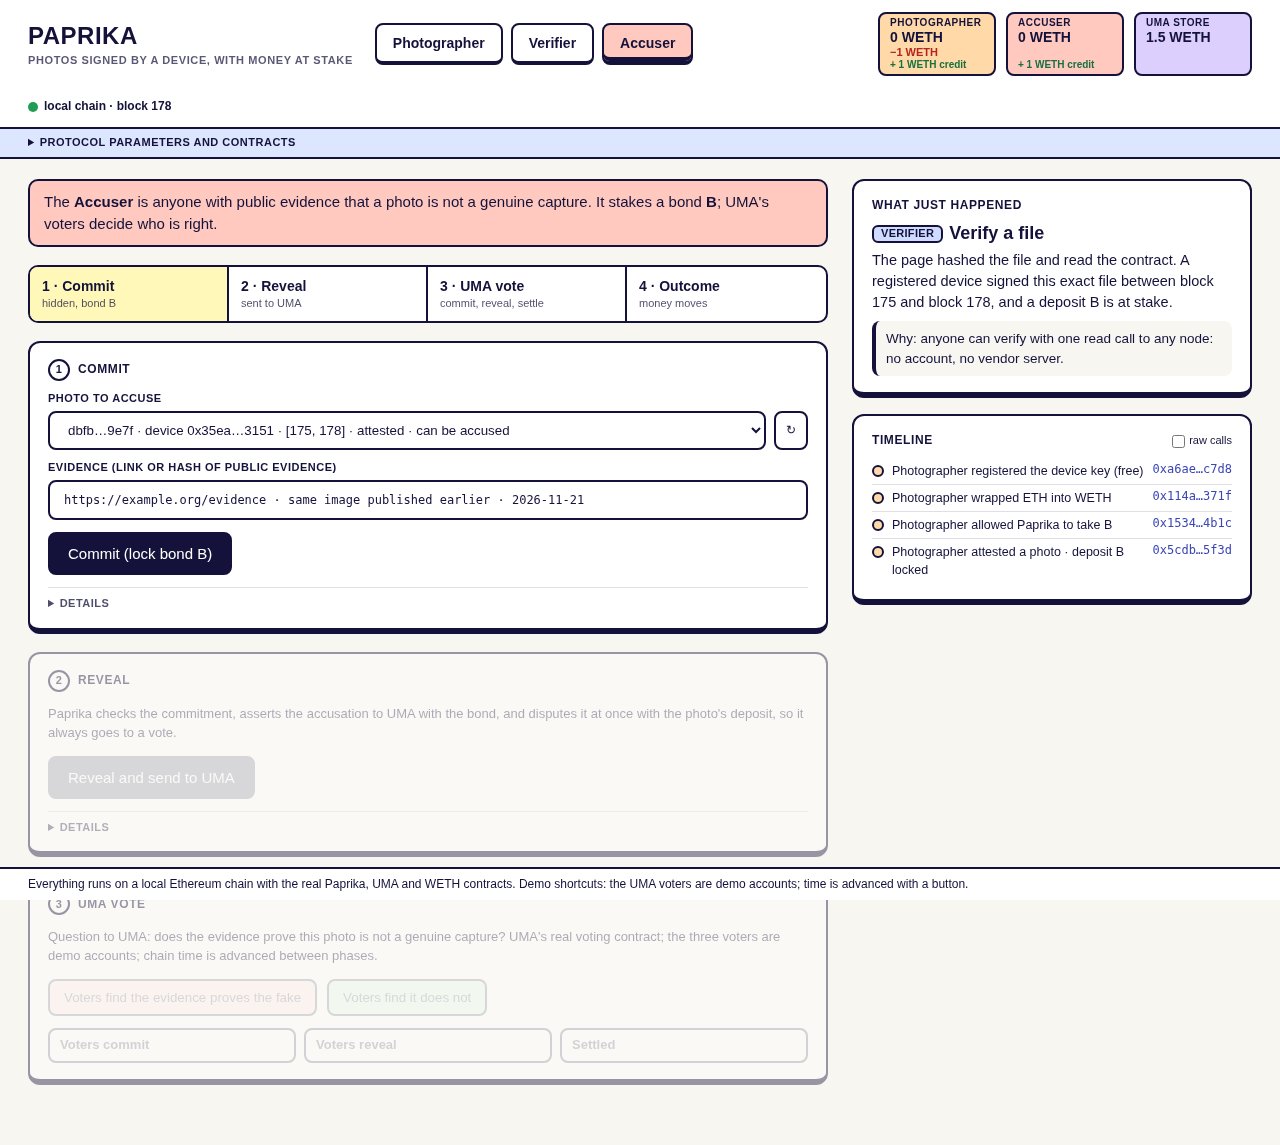 PAPRIKA
PHOTOS SIGNED BY A DEVICE, WITH MONEY AT STAKE
Photographer
Verifier
Accuser
PHOTOGRAPHER
0 WETH
−1 WETH
+ 1 WETH credit
ACCUSER
0 WETH
+ 1 WETH credit
UMA STORE
1.5 WETH
local chain · block 178
PROTOCOL PARAMETERS AND CONTRACTS
The Accuser is anyone with public evidence that a photo is not a genuine capture. It stakes a bond B; UMA's
voters decide who is right.
1 · Commit
hidden, bond B
2 · Reveal
sent to UMA
3 · UMA vote
commit, reveal, settle
4 · Outcome
money moves
1 COMMIT
PHOTO TO ACCUSE
dbfb…9e7f · device 0x35ea…3151 · [175, 178] · attested · can be accused
↻
EVIDENCE (LINK OR HASH OF PUBLIC EVIDENCE)
https://example.org/evidence · same image published earlier · 2026-11-21
Commit (lock bond B)
DETAILS
2 REVEAL
Paprika checks the commitment, asserts the accusation to UMA with the bond, and disputes it at once with the photo's deposit, so it
always goes to a vote.
Reveal and send to UMA
DETAILS
WHAT JUST HAPPENED
VERIFIER Verify a file
The page hashed the file and read the contract. A
registered device signed this exact file between block
175 and block 178, and a deposit B is at stake.
Why: anyone can verify with one read call to any node:
no account, no vendor server.
TIMELINE
raw calls
Photographer registered the device key (free) 0xa6ae…c7d8
Photographer wrapped ETH into WETH 0x114a…371f
Photographer allowed Paprika to take B 0x1534…4b1c
Photographer attested a photo · deposit B 0x5cdb…5f3d
locked
Everything runs on a local Ethereum chain with the real Paprika, UMA and WETH contracts. Demo shortcuts: the UMA voters are demo accounts; time is advanced with a button.
3 UMA VOTE
Question to UMA: does the evidence prove this photo is not a genuine capture? UMA's real voting contract; the three voters are
demo accounts; chain time is advanced between phases.
Voters find the evidence proves the fake
Voters find it does not
Voters commit
Voters reveal
Settled